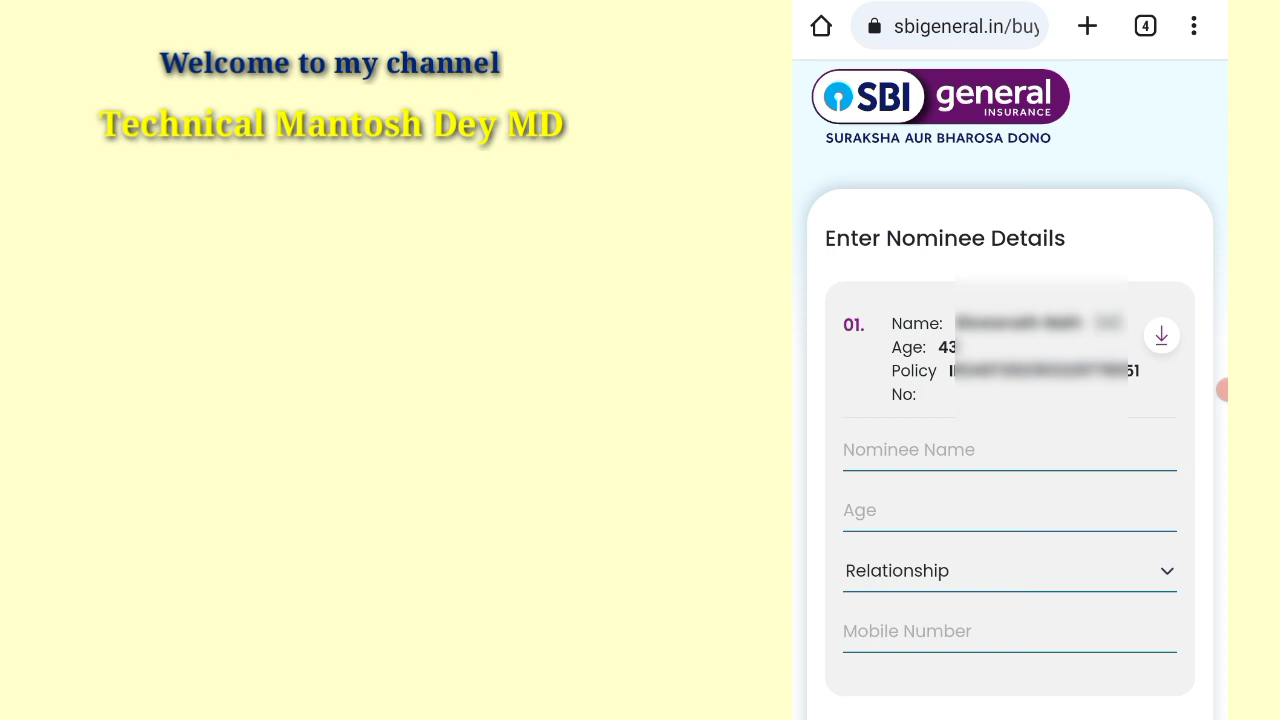 Welcome to my channel
Technical Mantosh Dey MD
sbigeneral.in/buy
4
SBI general
INSURANCE
SURAKSHA AUR BHAROSA DONO
Enter Nominee Details
01.
Name:
Age: 43
Policy
No:
Nominee Name
Age
Relationship
Mobile Number